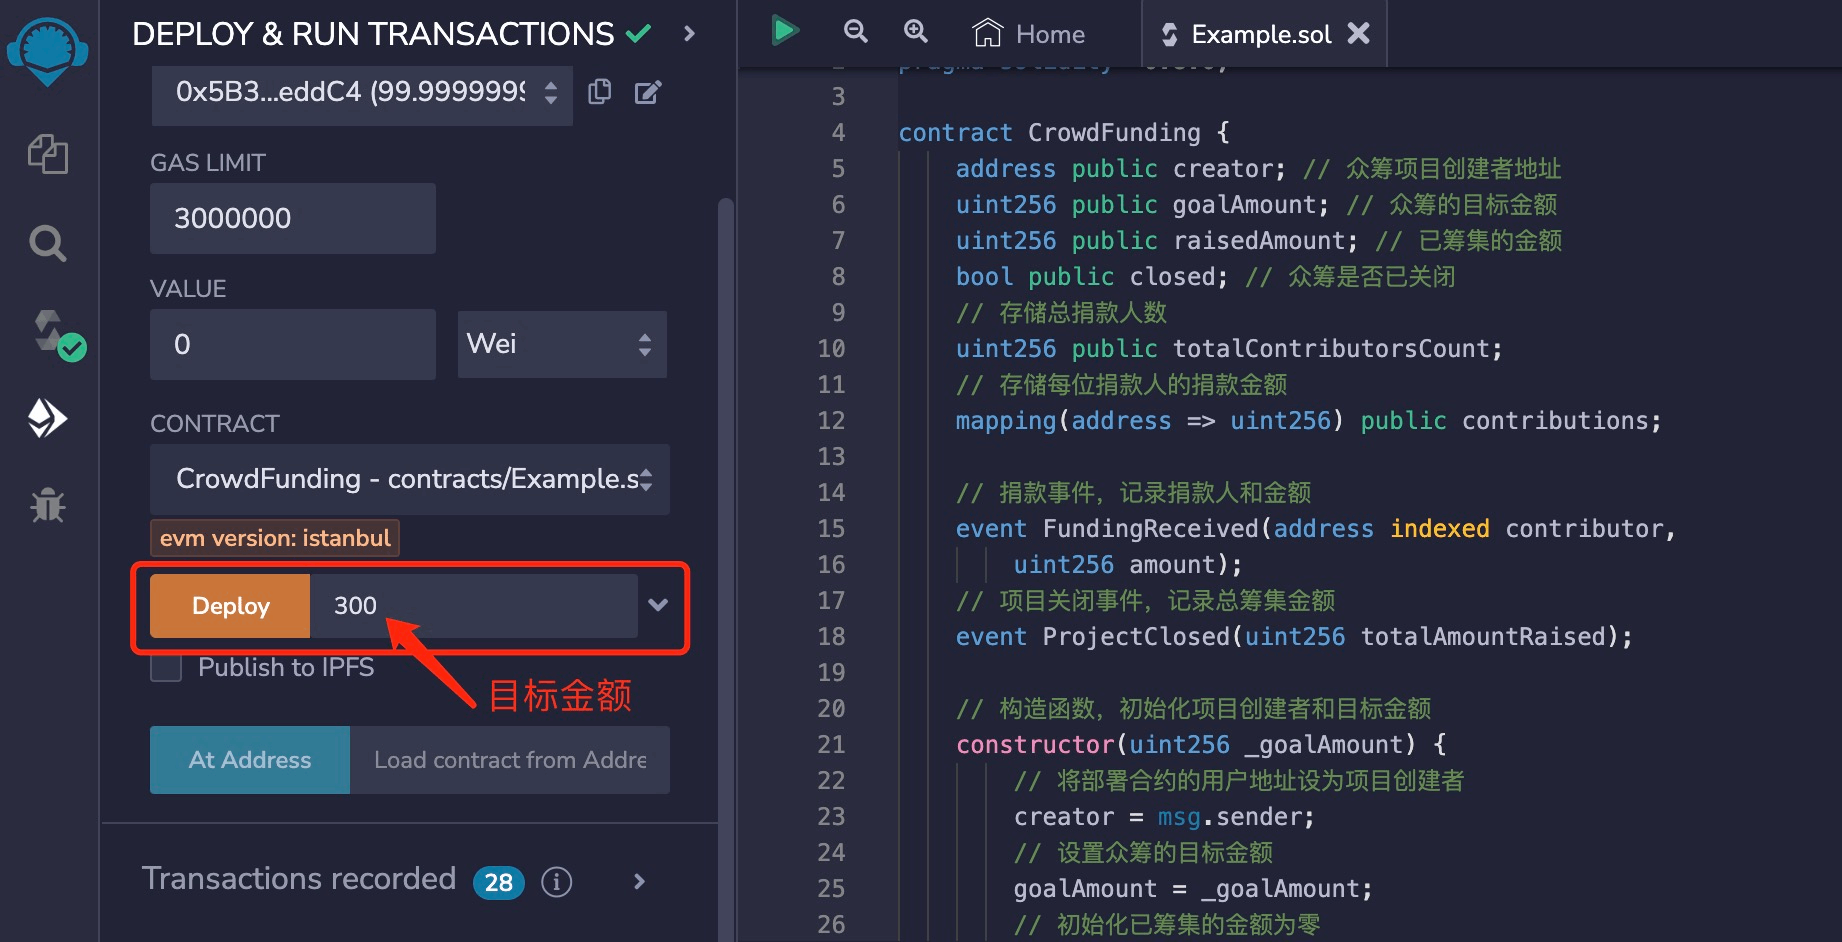 DEPLOY & RUN TRANSACTIONS
0x5B3...eddC4 (99.9999999
GAS LIMIT
3000000
VALUE
0
Wei
CONTRACT
CrowdFunding - contracts/Example.s
evm version: istanbul
Deploy
300
Publish to IPFS
目标金额
At Address
Load contract from Addre
Transactions recorded
28
Home
Example.sol
3
4 contract CrowdFunding {
5 address public creator; // 众筹项目创建者地址
6 uint256 public goalAmount; // 众筹的目标金额
7 uint256 public raisedAmount; // 已筹集的金额
8 bool public closed; // 众筹是否已关闭
9 // 存储总捐款人数
10 uint256 public totalContributorsCount;
11 // 存储每位捐款人的捐款金额
12 mapping(address => uint256) public contributions;
13
14 // 捐款事件，记录捐款人和金额
15 event FundingReceived(address indexed contributor,
16 uint256 amount);
17 // 项目关闭事件，记录总筹集金额
18 event ProjectClosed(uint256 totalAmountRaised);
19
20 // 构造函数，初始化项目创建者和目标金额
21 constructor(uint256 _goalAmount) {
22 // 将部署合约的用户地址设为项目创建者
23 creator = msg.sender;
24 // 设置众筹的目标金额
25 goalAmount = _goalAmount;
26 // 初始化已筹集的金额为零